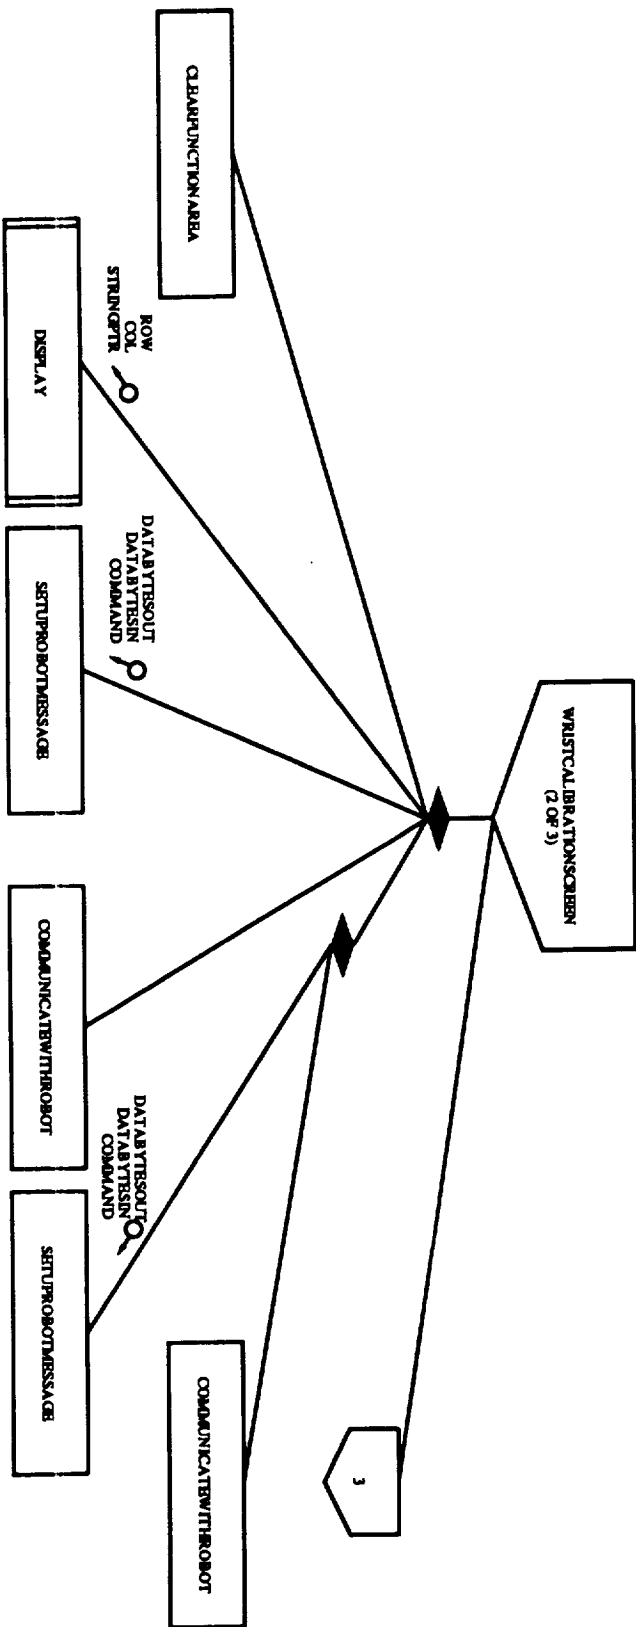 WRISTCALIBRATIONSCREEN
(2 OF 3)
3
CLEARFUNCTIONAREA
ROW
COL
STRINGPTR
DATABYTESOUT
DATABYTESIN
COMMAND
DATABYTESOUT
DATABYTESIN
COMMAND
COMMUNICATEWITHROBOT
DISPLAY
SETUPROBOTMESSAGE
COMMUNICATEWITHROBOT
SETUPROBOTMESSAGE